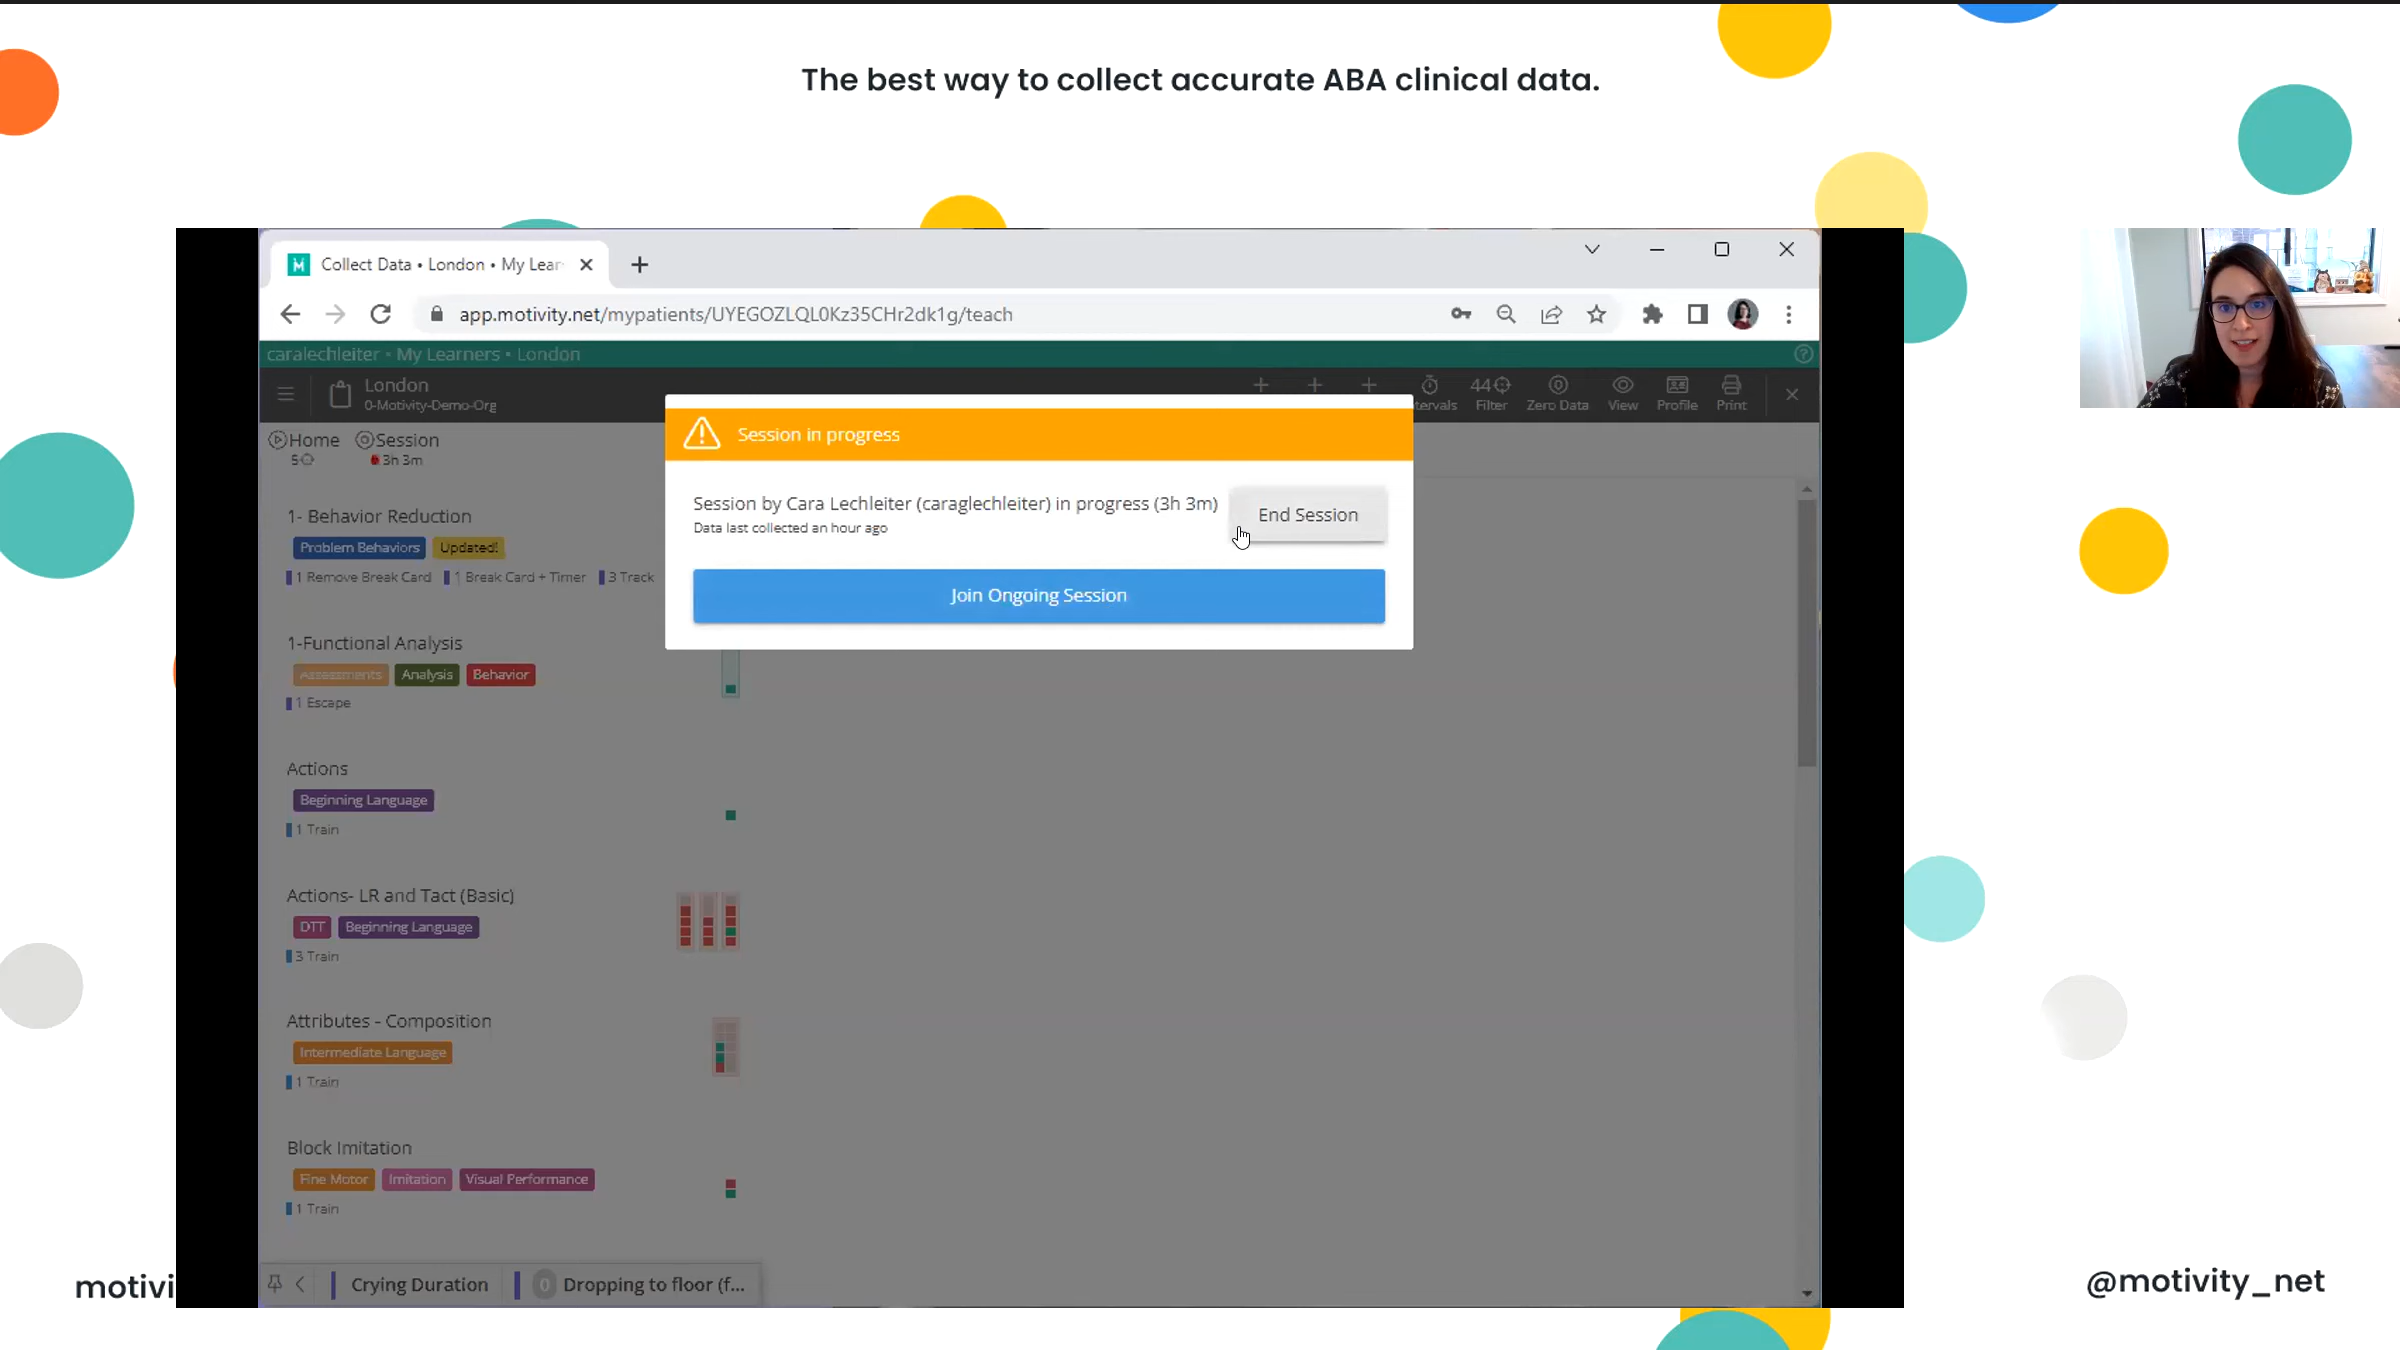 The best way to collect accurate ABA clinical data.
Collect Data • London • My Lear
app.motivity.net/mypatients/UYEGOZLQL0Kz35CHr2dk1g/teach
caralechleiter • My Learners • London
London
0-Motivity-Demo-Org
tervals
44
Filter
Zero Data
View
Profile
Print
Home
5
Session
3h 3m
Session in progress
Session by Cara Lechleiter (caraglechleiter) in progress (3h 3m)
Data last collected an hour ago
End Session
Join Ongoing Session
1- Behavior Reduction
Problem Behaviors Updated!
1 Remove Break Card 1 Break Card + Timer 3 Track
1-Functional Analysis
Assessments Analysis Behavior
1 Escape
Actions
Beginning Language
1 Train
Actions- LR and Tact (Basic)
DTT Beginning Language
3 Train
Attributes - Composition
Intermediate Language
1 Train
Block Imitation
Fine Motor Imitation Visual Performance
1 Train
Crying Duration 0 Dropping to floor (f...
motivi
@motivity_net